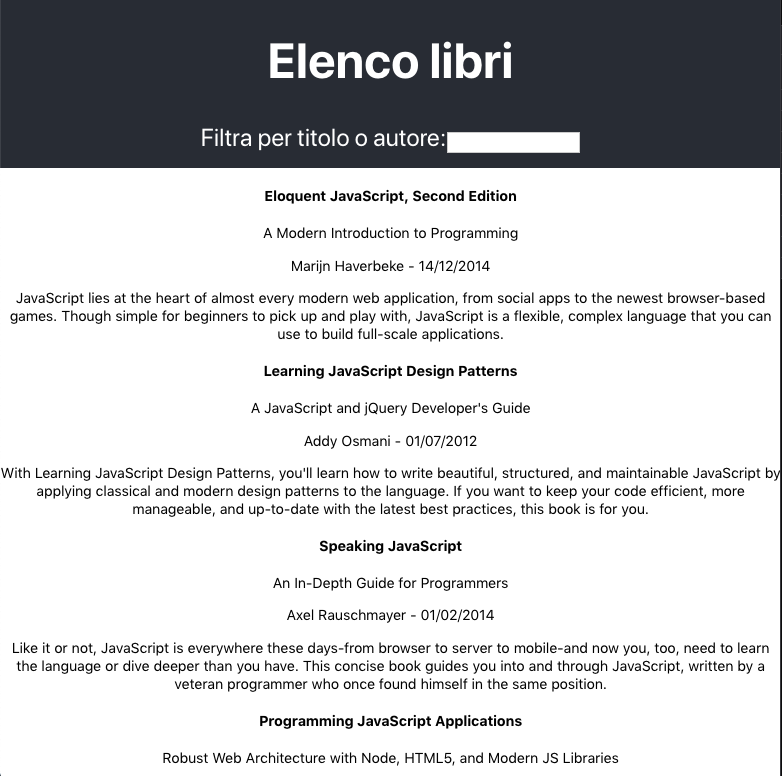 Elenco libri
Filtra per titolo o autore:
Eloquent JavaScript, Second Edition
A Modern Introduction to Programming
Marijn Haverbeke - 14/12/2014
JavaScript lies at the heart of almost every modern web application, from social apps to the newest browser-based
games. Though simple for beginners to pick up and play with, JavaScript is a flexible, complex language that you can
use to build full-scale applications.
Learning JavaScript Design Patterns
A JavaScript and jQuery Developer's Guide
Addy Osmani - 01/07/2012
With Learning JavaScript Design Patterns, you'll learn how to write beautiful, structured, and maintainable JavaScript by
applying classical and modern design patterns to the language. If you want to keep your code efficient, more
manageable, and up-to-date with the latest best practices, this book is for you.
Speaking JavaScript
An In-Depth Guide for Programmers
Axel Rauschmayer - 01/02/2014
Like it or not, JavaScript is everywhere these days-from browser to server to mobile-and now you, too, need to learn
the language or dive deeper than you have. This concise book guides you into and through JavaScript, written by a
veteran programmer who once found himself in the same position.
Programming JavaScript Applications
Robust Web Architecture with Node, HTML5, and Modern JS Libraries